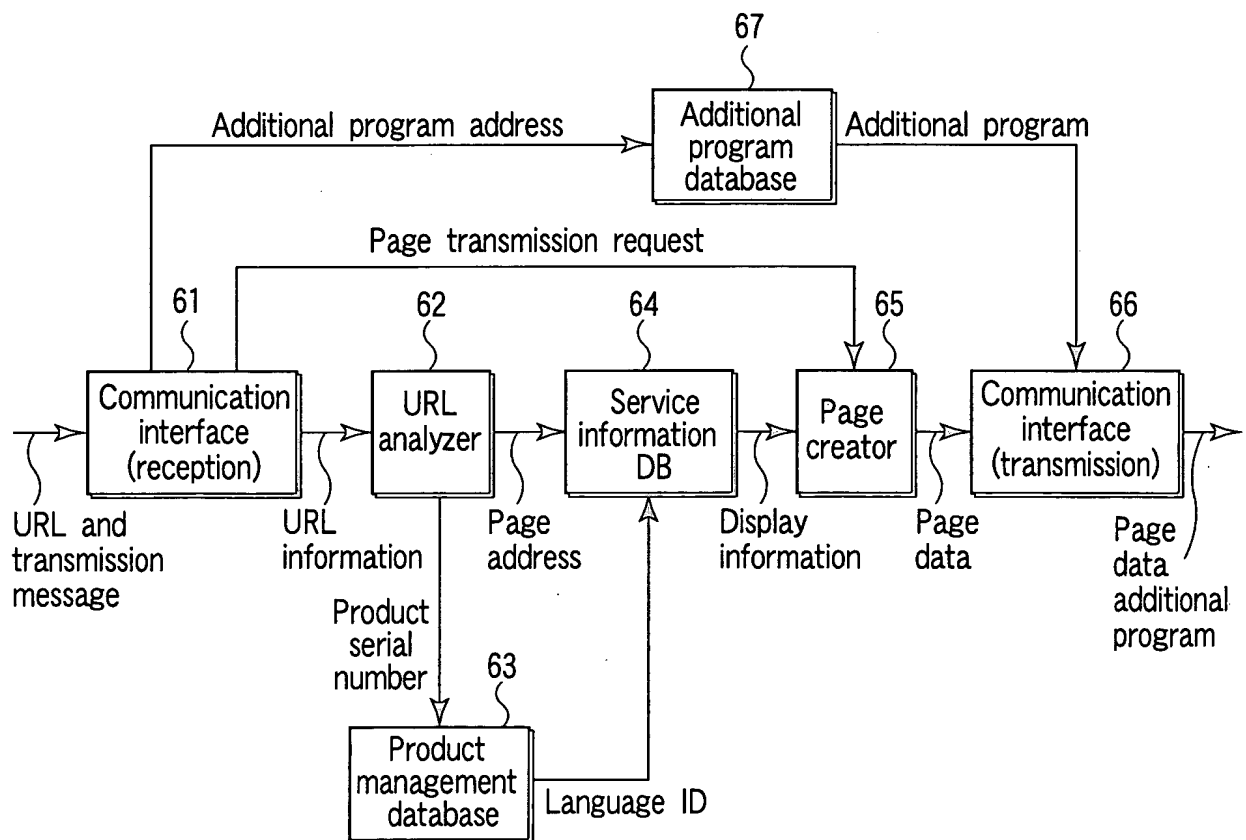 67
Additional program address
Additional
program
database
Additional program
Page transmission request
61
62
64
65
66
Communication
interface
(reception)
URL
analyzer
Service
information
DB
Page
creator
Communication
interface
(transmission)
URL and
transmission
message
URL
information
Page
address
Display
information
Page
data
Page
data
additional
program
Product
serial
number
63
Product
management
database
Language ID